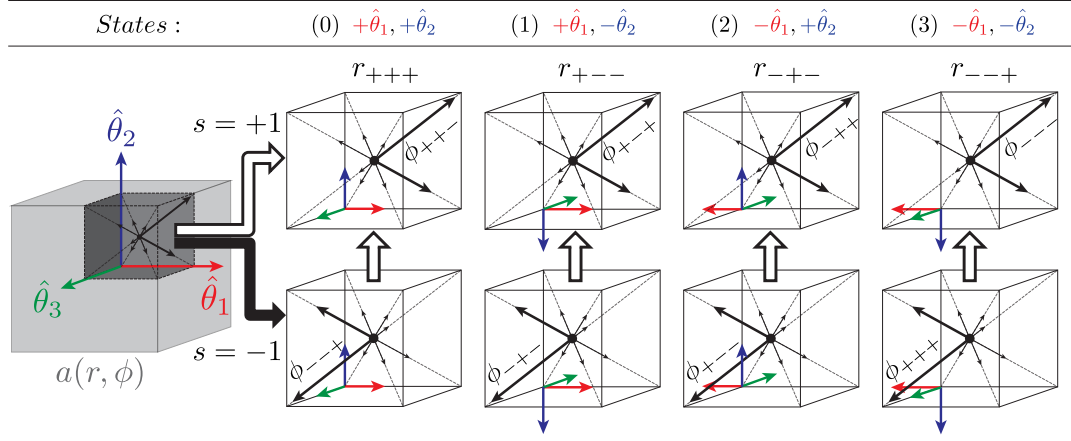 States : (0) +θ̂₁, +θ̂₂ (1) +θ̂₁, −θ̂₂ (2) −θ̂₁, +θ̂₂ (3) −θ̂₁, −θ̂₂
r₊₊₊ r₊₋₋ r₋₊₋ r₋₋₊
s = +1
ϕ₊₊₋ ϕ₊₋₊ ϕ₋₊₊ ϕ₋₋₋
θ̂₂
θ̂₃ θ̂₁
a(r, ϕ)
s = −1
ϕ₋₋₊ ϕ₋₊₋ ϕ₊₋₋ ϕ₊₊₊